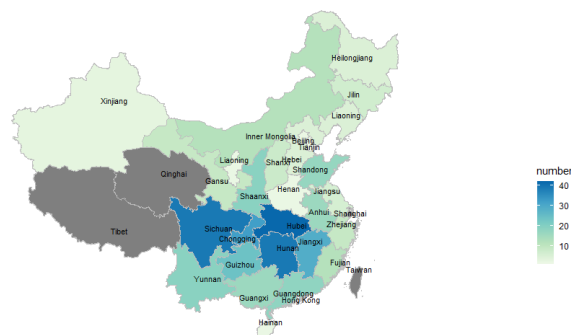 Heilongjiang
Jilin
Xinjiang
Liaoning
Inner Mongolia
Beijing
Tianjin
Liaoning
Shanxi
Hebei
Shandong
Qinghai
Gansu
Henan
Jiangsu
Shaanxi
Anhui
Shanghai
Zhejiang
Sichuan
Hubei
Tibet
Chongqing
Hunan
Jiangxi
Guizhou
Fujian
Taiwan
Yunnan
Guangxi
Guangdong
Hong Kong
Hainan
number
40
30
20
10